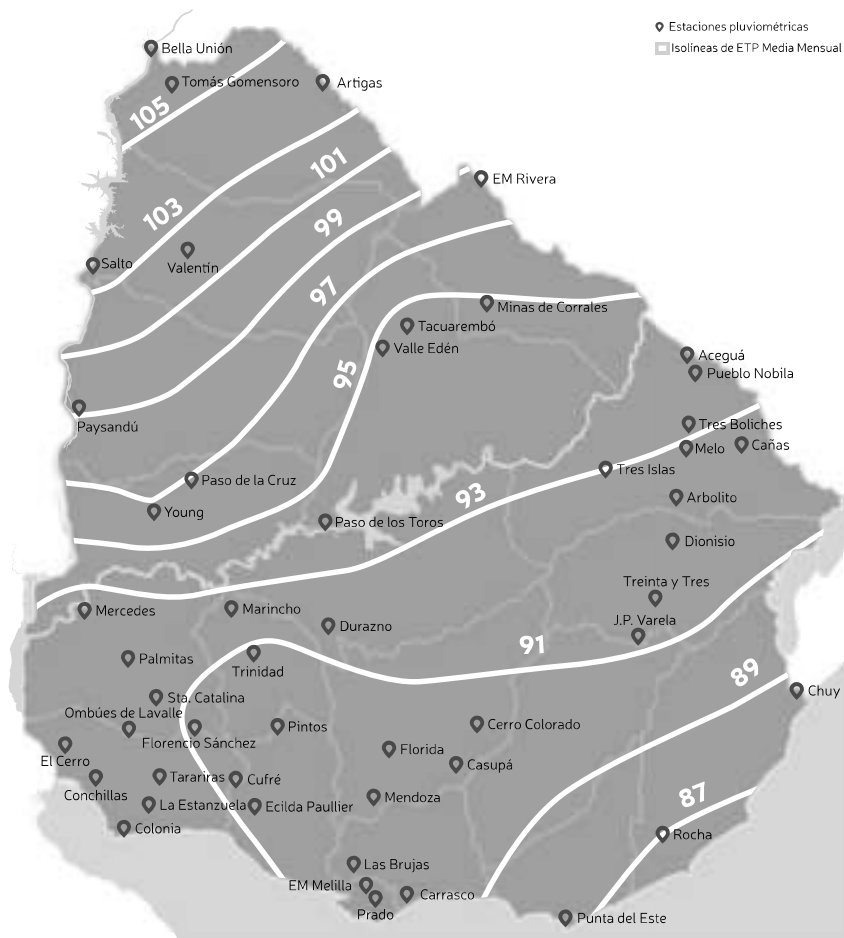 Estaciones pluviométricas
Isolíneas de ETP Media Mensual
Bella Unión
Tomás Gomensoro
Artigas
105
101
EM Rivera
103
99
Salto
Valentín
97
Minas de Corrales
Tacuarembó
Valle Edén
Aceguá
95
Pueblo Nobila
Paysandú
Tres Boliches
Melo
Cañas
Tres Islas
Paso de la Cruz
93
Arbolito
Young
Paso de los Toros
Dionisio
Treinta y Tres
Mercedes
Marincho
J.P. Varela
Durazno
91
Palmitas
Trinidad
89
Chuy
Sta. Catalina
Ombúes de Lavalle
Pintos
Cerro Colorado
Florencio Sánchez
Florida
El Cerro
Casupá
Tarariras
Cufré
Conchillas
Mendoza
87
La Estanzuela
Ecilda Paullier
Colonia
Rocha
Las Brujas
EM Melilla
Carrasco
Prado
Punta del Este